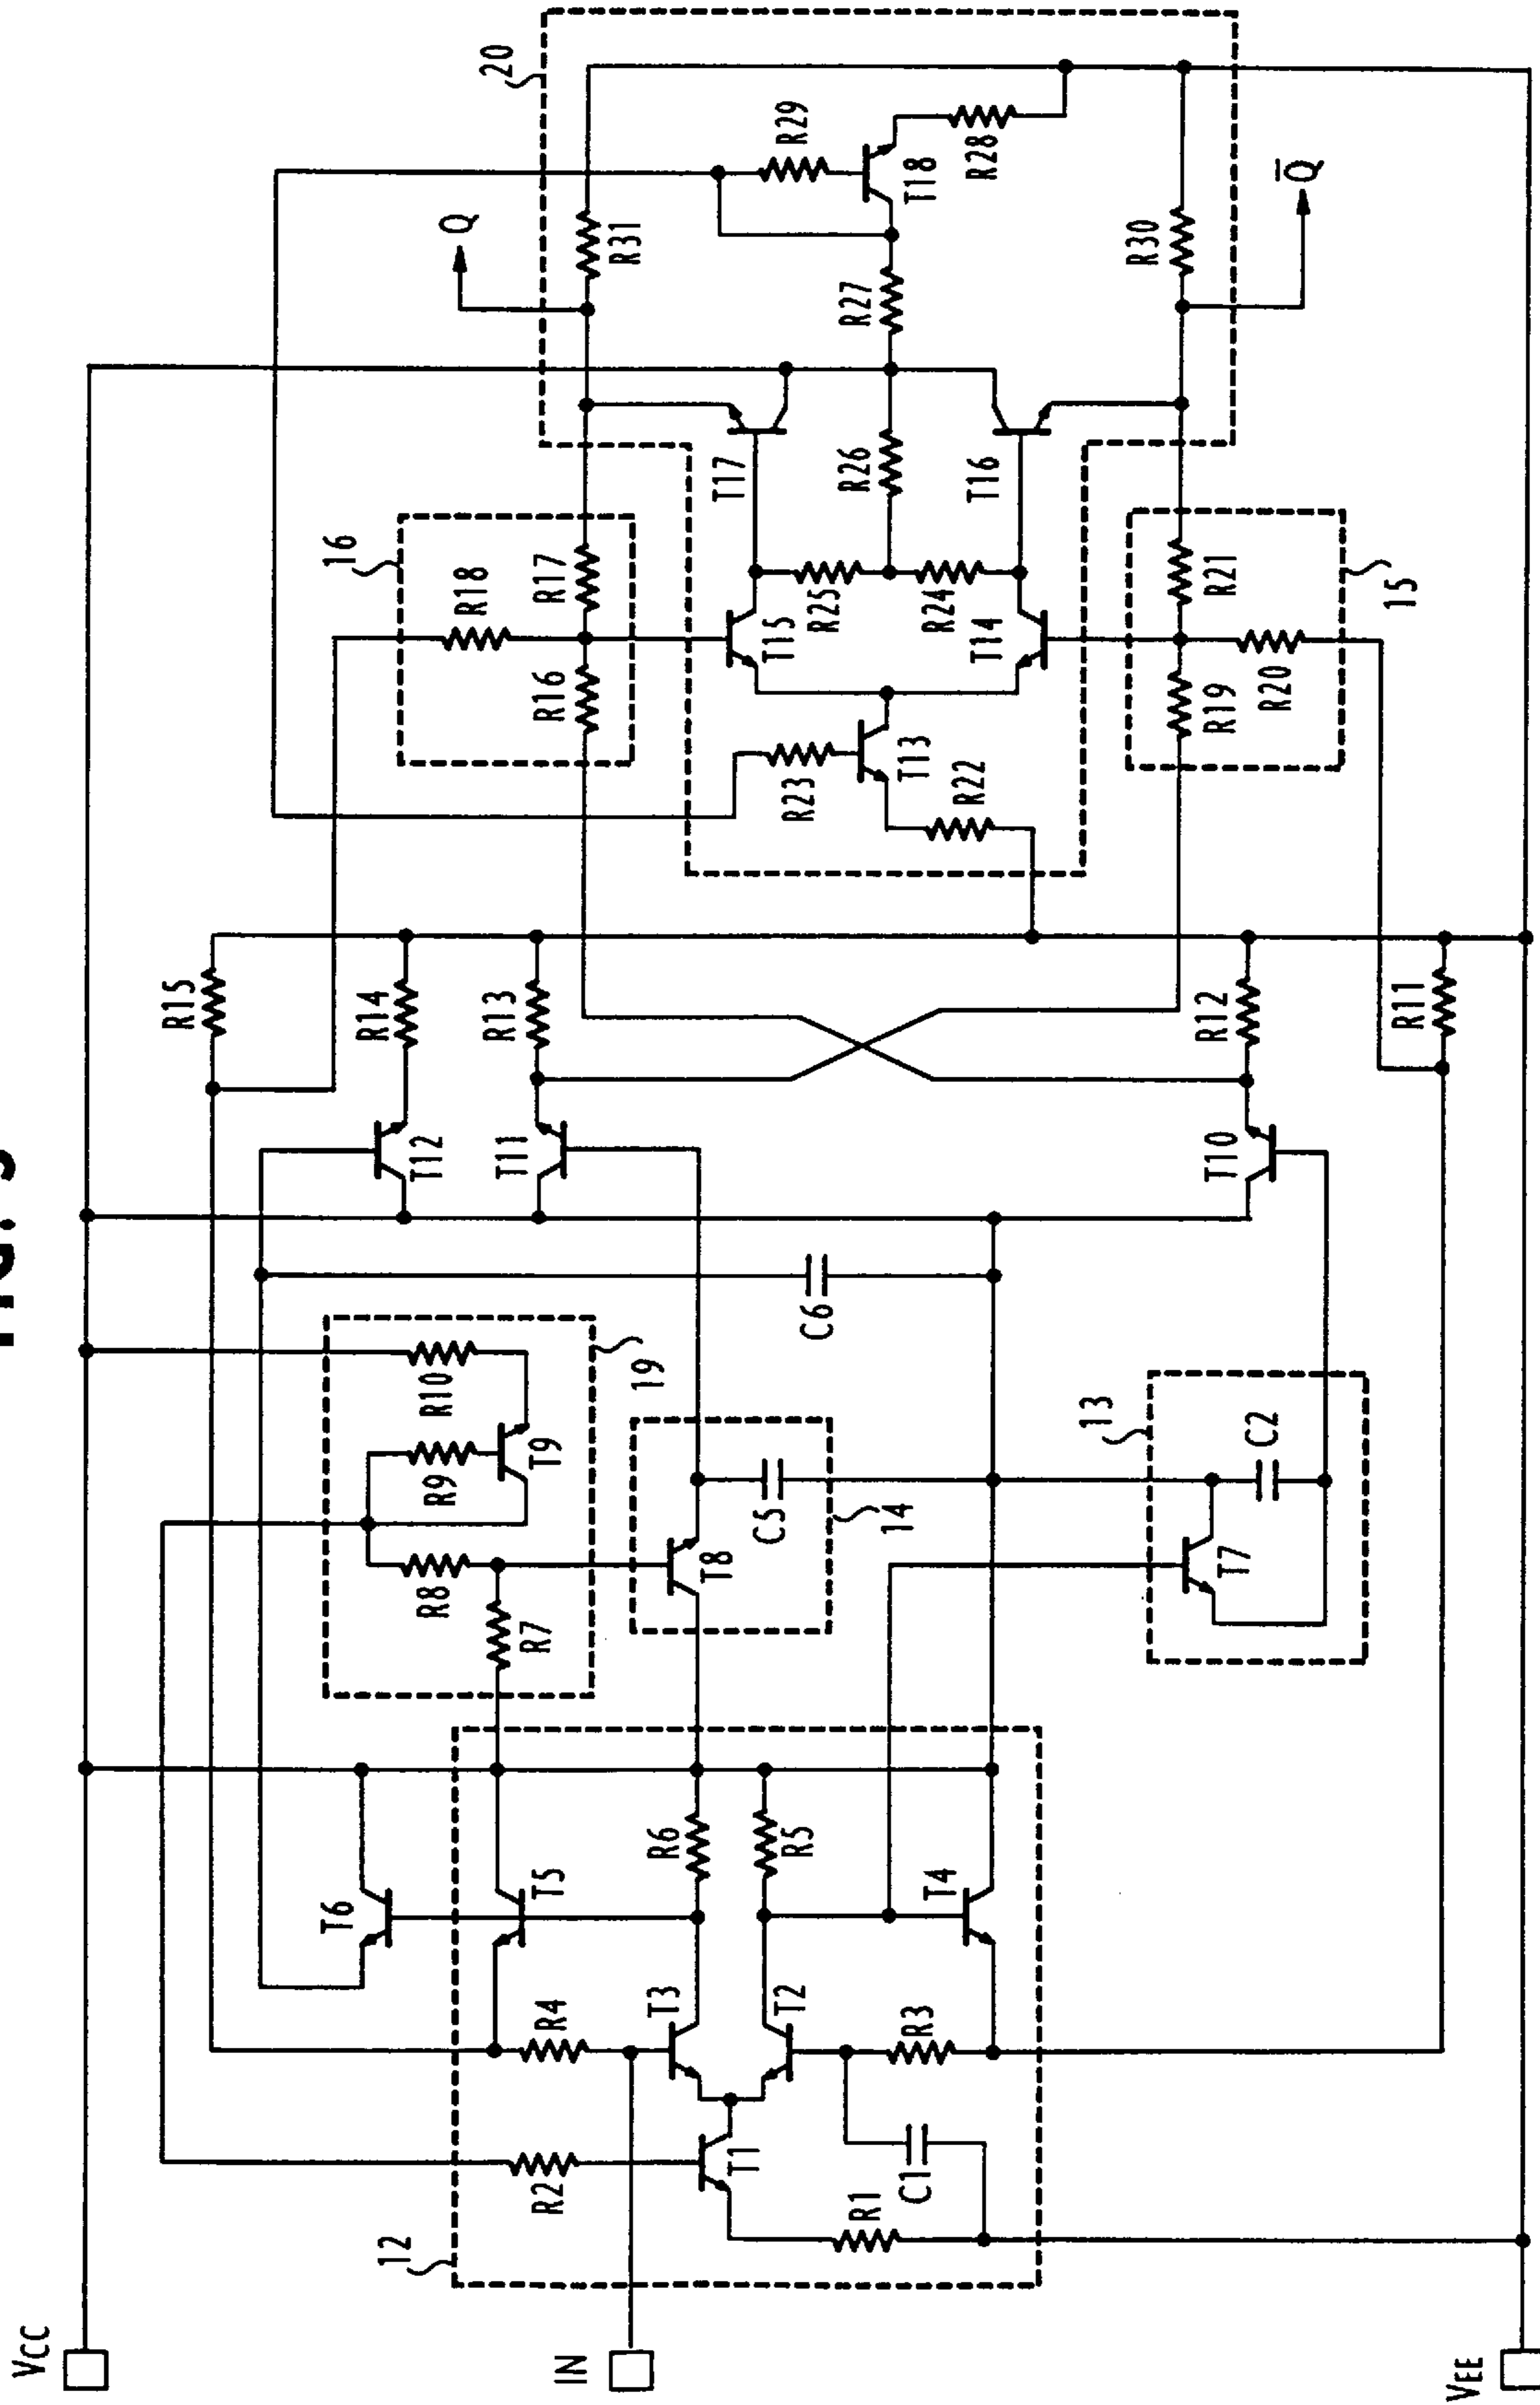 VCC
IN
VEE
12
R2
T1
R1
C1
R4
T3
T2
R3
T6
T5
R6
R5
T4
R7
R8
R9
T9
R10
19
T8
C5
14
T7
C2
13
C6
T12
T11
T10
R15
R14
R13
R12
R11
16
R18
R16
R17
R23
T13
R22
T15
T14
R25
R24
R19
R20
R21
15
T17
R26
T16
20
Q
R31
R27
R29
T18
R28
R30
Q̅